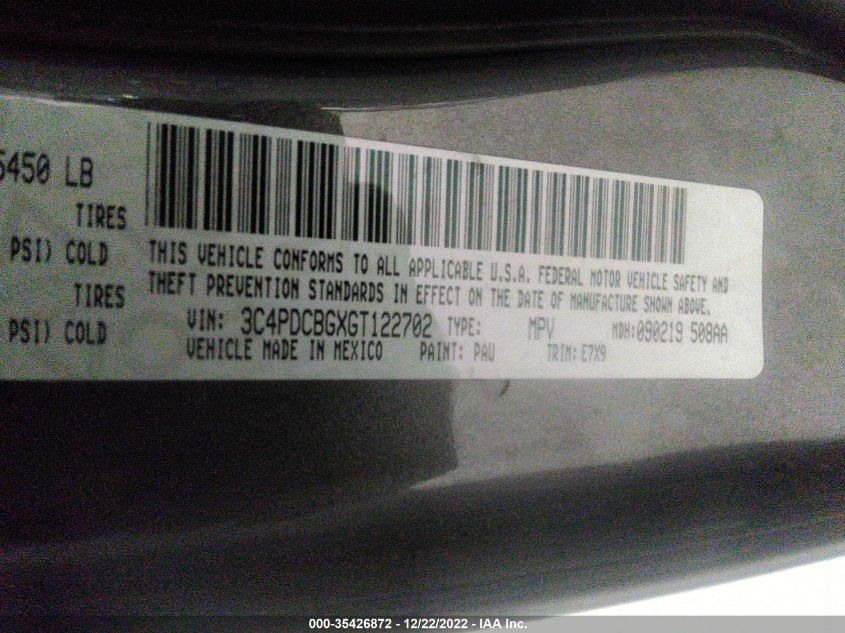 5450 LB
TIRES
PSI) COLD
TIRES
PSI) COLD
THIS VEHICLE CONFORMS TO ALL APPLICABLE U.S.A. FEDERAL MOTOR VEHICLE SAFETY AND
THEFT PREVENTION STANDARDS IN EFFECT ON THE DATE OF MANUFACTURE SHOWN ABOVE.
VIN: 3C4PDCBGXGT122702 TYPE: MPV MDH:090219 508AA
VEHICLE MADE IN MEXICO PAINT: PAU TRIM: E7X9
000-35426872 - 12/22/2022 - IAA Inc.